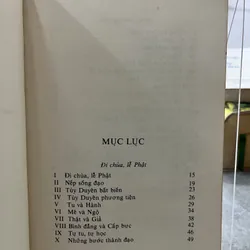 MỤC LỤC
Đi chùa, lễ Phật
I Đi chùa, lễ Phật 15
II Nếp sống đạo 19
III Tùy Duyên bất biến 23
IV Tùy Duyên phương tiện 26
V Tu và Hành 29
VI Mê và Ngộ 34
VII Thật và Giả 38
VIII Bình đẳng và Cấp bực 42
IX Tự tu, tự học 46
X Những bước thành đạo 49